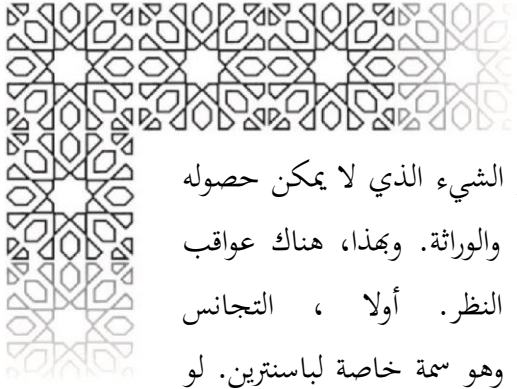 الشيء الذي لا يمكن حصوله
والوراثة. وبهذا، هناك عواقب
النظر. أولا ، التجانس
وهو سمة خاصة لباسنترين. لو